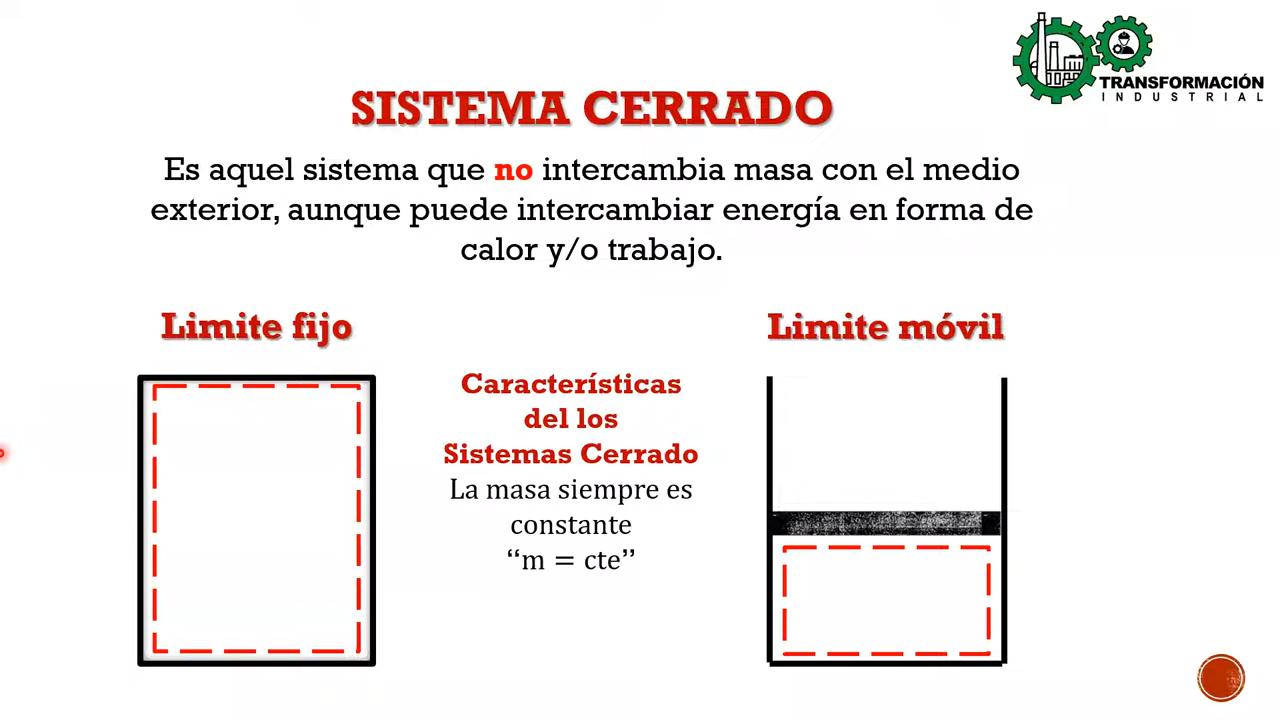 TRANSFORMACIÓN
INDUSTRIAL
SISTEMA CERRADO
Es aquel sistema que no intercambia masa con el medio
exterior, aunque puede intercambiar energía en forma de
calor y/o trabajo.
Limite fijo
Limite móvil
Características
del los
Sistemas Cerrado
La masa siempre es
constante
“m = cte”